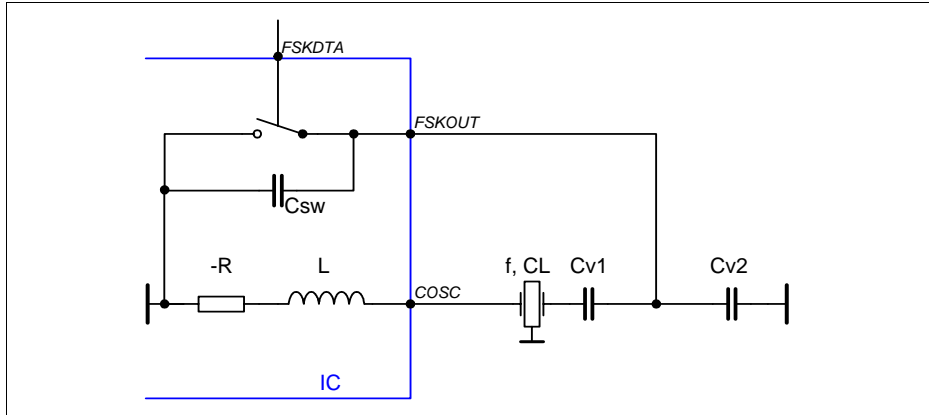 FSKDTA
FSKOUT
Csw
-R L f, CL Cv1 Cv2
COSC
IC